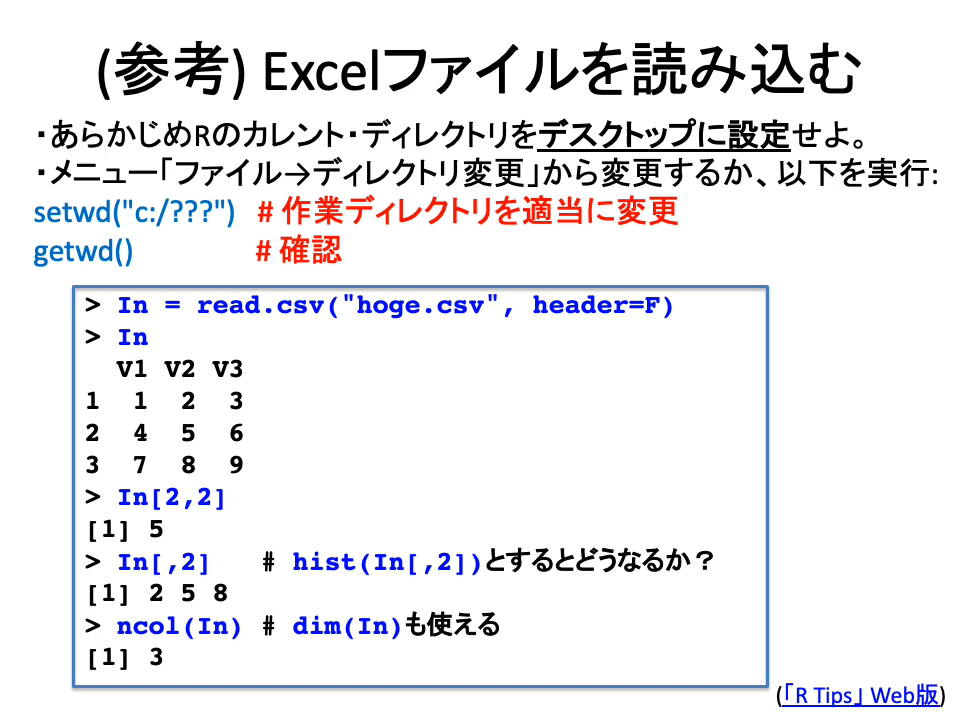 (参考) Excelファイルを読み込む
・あらかじめRのカレント・ディレクトリをデスクトップに設定せよ。
・メニュー「ファイル→ディレクトリ変更」から変更するか、以下を実行:
setwd("c:/???") # 作業ディレクトリを適当に変更
getwd() # 確認
> In = read.csv("hoge.csv", header=F)
> In
V1 V2 V3
1 1 2 3
2 4 5 6
3 7 8 9
> In[2,2]
[1] 5
> In[,2] # hist(In[,2])とするとどうなるか？
[1] 2 5 8
> ncol(In) # dim(In)も使える
[1] 3
(「R Tips」 Web版)